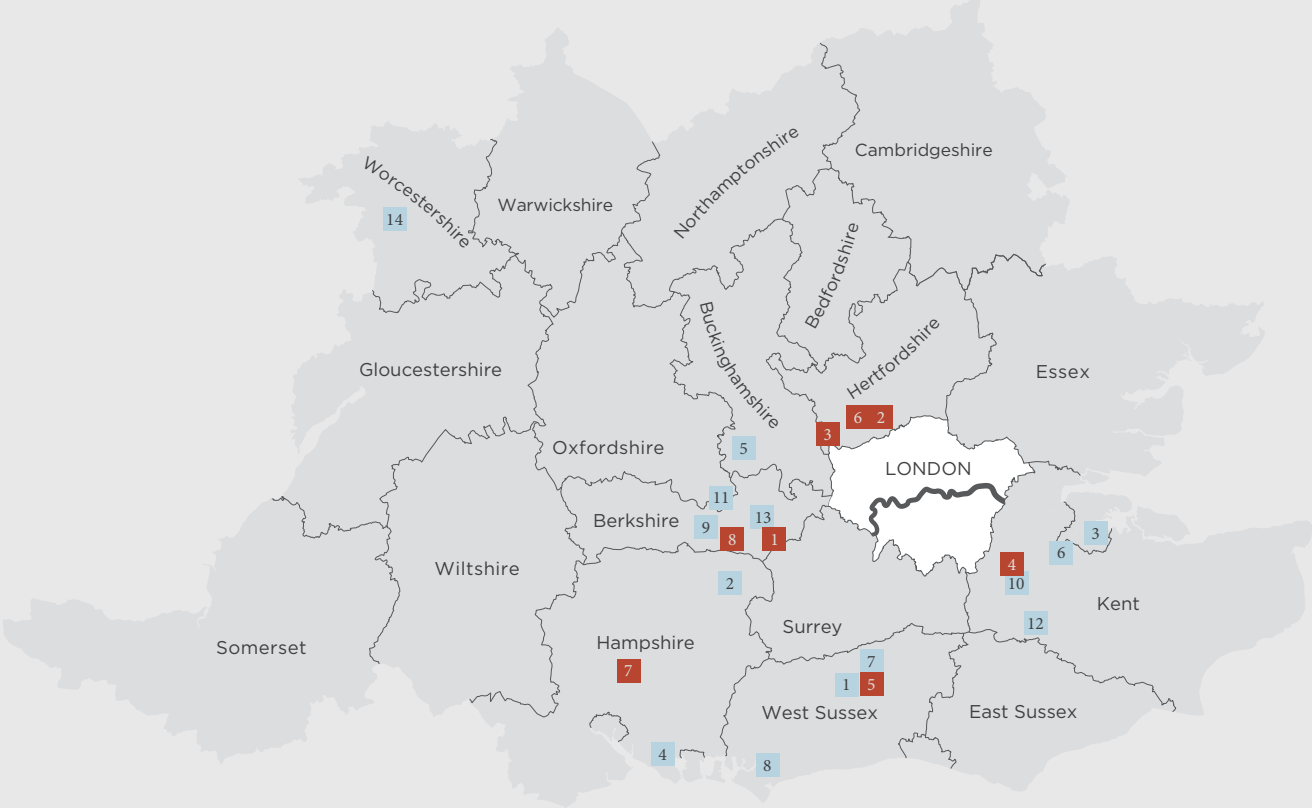 Cambridgeshire
Northamptonshire
Worcestershire
Warwickshire
14
Bedfordshire
Buckinghamshire
Hertfordshire
Gloucestershire
Essex
6 2
3
Oxfordshire
5
LONDON
11
Berkshire
9
13
8
1
3
6
4
10
Wiltshire
2
Kent
12
Surrey
Hampshire
Somerset
7
7
1
5
West Sussex
East Sussex
4
8